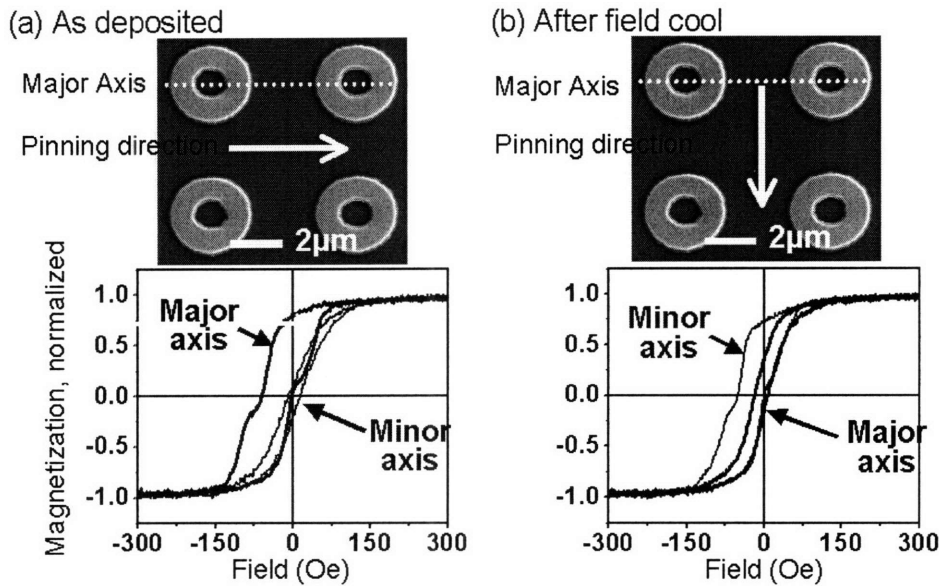 (a) As deposited
(b) After field cool
Major Axis
Major Axis
Pinning direction
Pinning direction
2μm
2μm
Magnetization, normalized
1.0
0.5
0.0
-0.5
-1.0
Major
axis
Minor
axis
-300
-150
0
150
300
Field (Oe)
1.0
0.5
0.0
-0.5
-1.0
Minor
axis
Major
axis
-300
-150
0
150
300
Field (Oe)